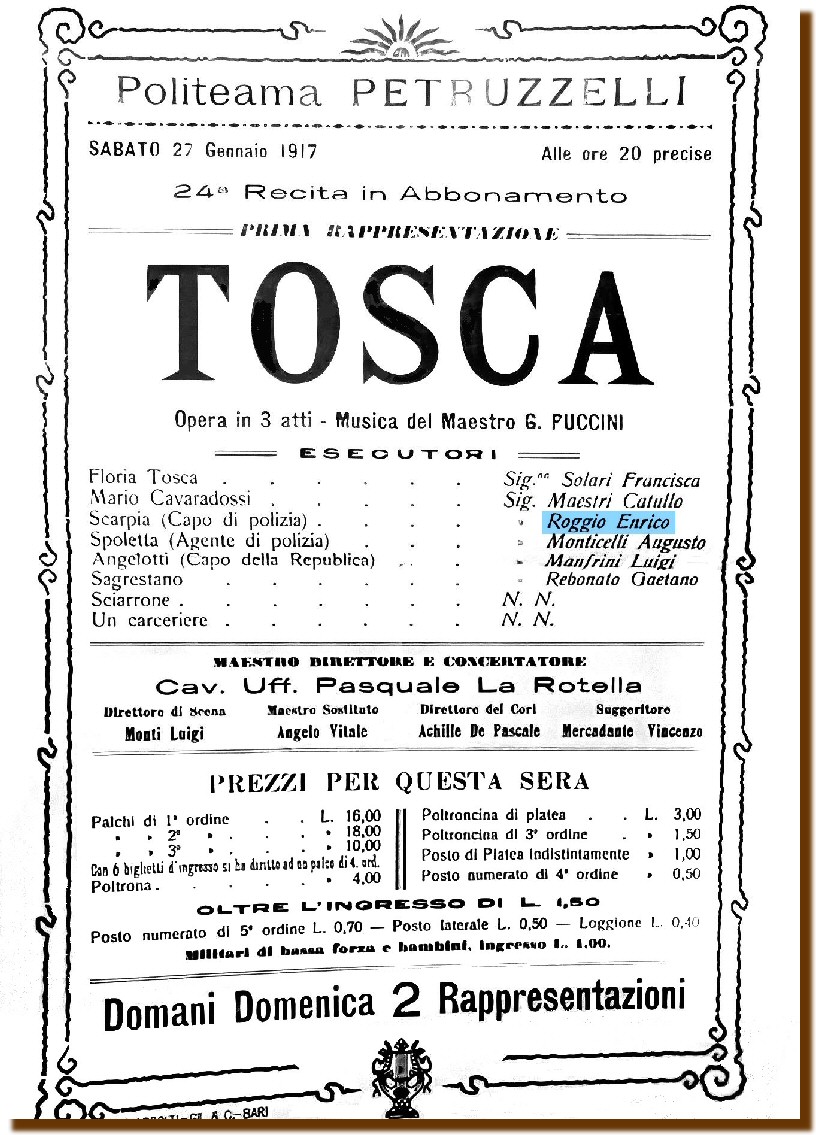 Politeama PETRUZZELLI
SABATO 27 Gennaio 1917 Alle ore 20 precise
24ª Recita in Abbonamento
PRIMA RAPPRESENTAZIONE
TOSCA
Opera in 3 atti - Musica del Maestro G. PUCCINI
ESECUTORI
Floria Tosca . . . . . . Sig.ⁿᵃ Solari Francisca
Mario Cavaradossi . . . . . Sig. Maestri Catullo
Scarpia (Capo di polizia) . . . . » Roggio Enrico
Spoletta (Agente di polizia) . . . » Monticelli Augusto
Angelotti (Capo della Republica) . . » Manfrini Luigi
Sagrestano . . . . . . » Rebonato Gaetano
Sciarrone . . . . . . . N. N.
Un carceriere . . . . . . N. N.
MAESTRO DIRETTORE E CONCERTATORE
Cav. Uff. Pasquale La Rotella
Direttore di Scena Maestro Sostituto Direttore dei Cori Suggeritore
Monti Luigi Angelo Vitale Achille De Pascale Mercadante Vincenzo
PREZZI PER QUESTA SERA
Palchi di 1ª ordine . . L. 16,00
» » 2ª » . . . » 18,00
» » 3ª » . . . » 10,00
Con 6 biglietti d'ingresso si ha diritto ad un palco di 4. ord.
Poltrona . . . . . » 4,00
Poltroncina di platea . . L. 3,00
Poltroncina di 3º ordine . » 1,50
Posto di Platea indistintamente » 1,00
Posto numerato di 4º ordine » 0,50
OLTRE L'INGRESSO DI L. 1,50
Posto numerato di 5º ordine L. 0,70 — Posto laterale L. 0,50 — Loggione L. 0,40
Militari di bassa forza e bambini, ingresso L. 1.00.
Domani Domenica 2 Rappresentazioni
& C.-BARI